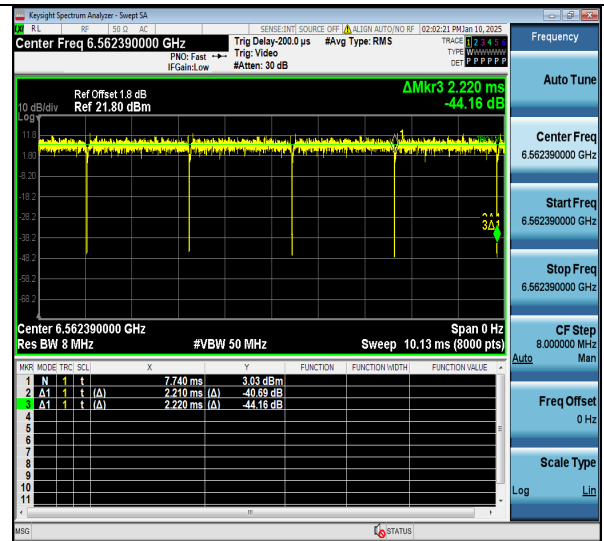 Keysight Spectrum Analyzer - Swept SA
RL RF 50 Ω AC SENSE:INT SOURCE OFF ALIGN AUTO/NO RF 02:02:21 PM Jan 10, 2025
Center Freq 6.562390000 GHz
PNO: Fast
IFGain:Low
Trig Delay-200.0 µs
Trig: Video
#Atten: 30 dB
#Avg Type: RMS
TRACE 1 2 3 4 5 6
TYPE WWWWWW
DET P P P P P P
Ref Offset 1.8 dB
10 dB/div Ref 21.80 dBm
Log
ΔMkr3 2.220 ms
-44.16 dB
11.8
1.80
-8.20
-18.2
-28.2
-38.2
-48.2
-58.2
-68.2
1
3Δ1
Center 6.562390000 GHz Span 0 Hz
Res BW 8 MHz #VBW 50 MHz Sweep 10.13 ms (8000 pts)
MKR MODE TRC SCL X Y FUNCTION FUNCTION WIDTH FUNCTION VALUE
1 N 1 t 7.740 ms 3.03 dBm
2 Δ1 1 t (Δ) 2.210 ms (Δ) -40.69 dB
3 Δ1 1 t (Δ) 2.220 ms (Δ) -44.16 dB
4
5
6
7
8
9
10
11
MSG STATUS
Frequency
Auto Tune
Center Freq
6.562390000 GHz
Start Freq
6.562390000 GHz
Stop Freq
6.562390000 GHz
CF Step
8.000000 MHz
Auto Man
Freq Offset
0 Hz
Scale Type
Log Lin